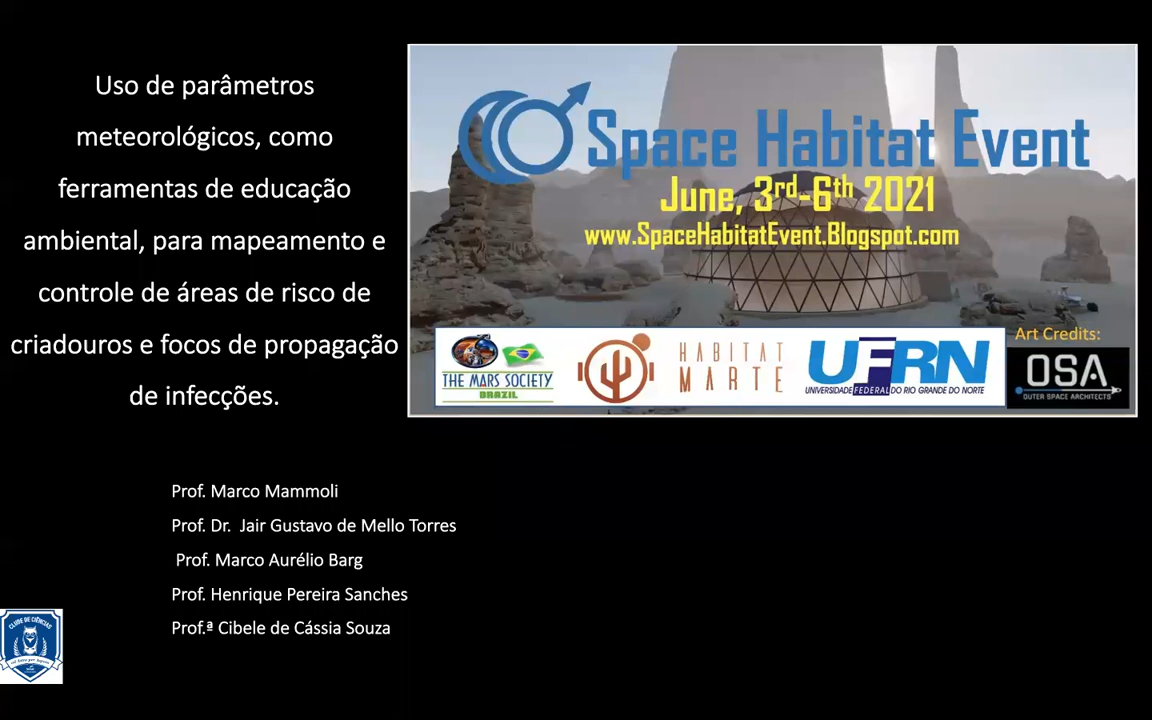 Uso de parâmetros
meteorológicos, como
ferramentas de educação
ambiental, para mapeamento e
controle de áreas de risco de
criadouros e focos de propagação
de infecções.
Space Habitat Event
June, 3rd-6th 2021
www.SpaceHabitatEvent.Blogspot.com
THE MARS SOCIETY
BRAZIL
HABITAT
MARTE
UFRN
UNIVERSIDADE FEDERAL DO RIO GRANDE DO NORTE
Art Credits:
OSA
OUTER SPACE ARCHITECTS
Prof. Marco Mammoli
Prof. Dr. Jair Gustavo de Mello Torres
Prof. Marco Aurélio Barg
Prof. Henrique Pereira Sanches
Prof.ª Cibele de Cássia Souza
CLUBE DE CIÊNCIAS